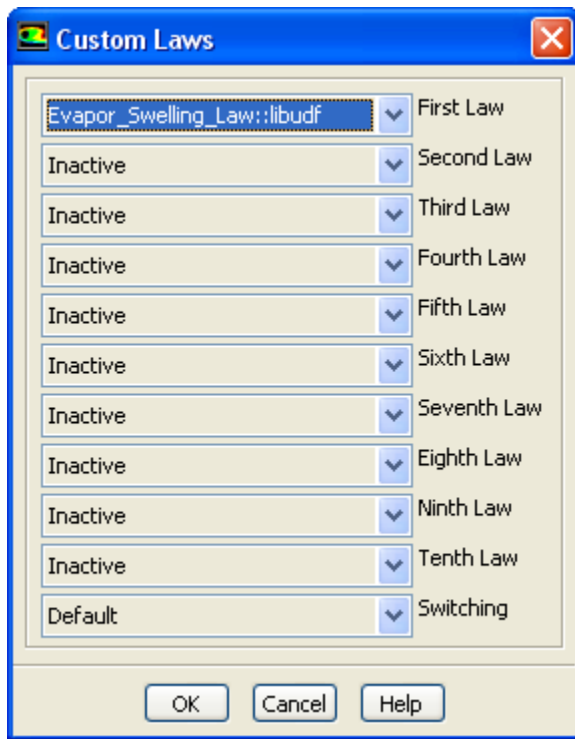 Custom Laws
Evapor_Swelling_Law::libudf First Law
Inactive Second Law
Inactive Third Law
Inactive Fourth Law
Inactive Fifth Law
Inactive Sixth Law
Inactive Seventh Law
Inactive Eighth Law
Inactive Ninth Law
Inactive Tenth Law
Default Switching
OK Cancel Help